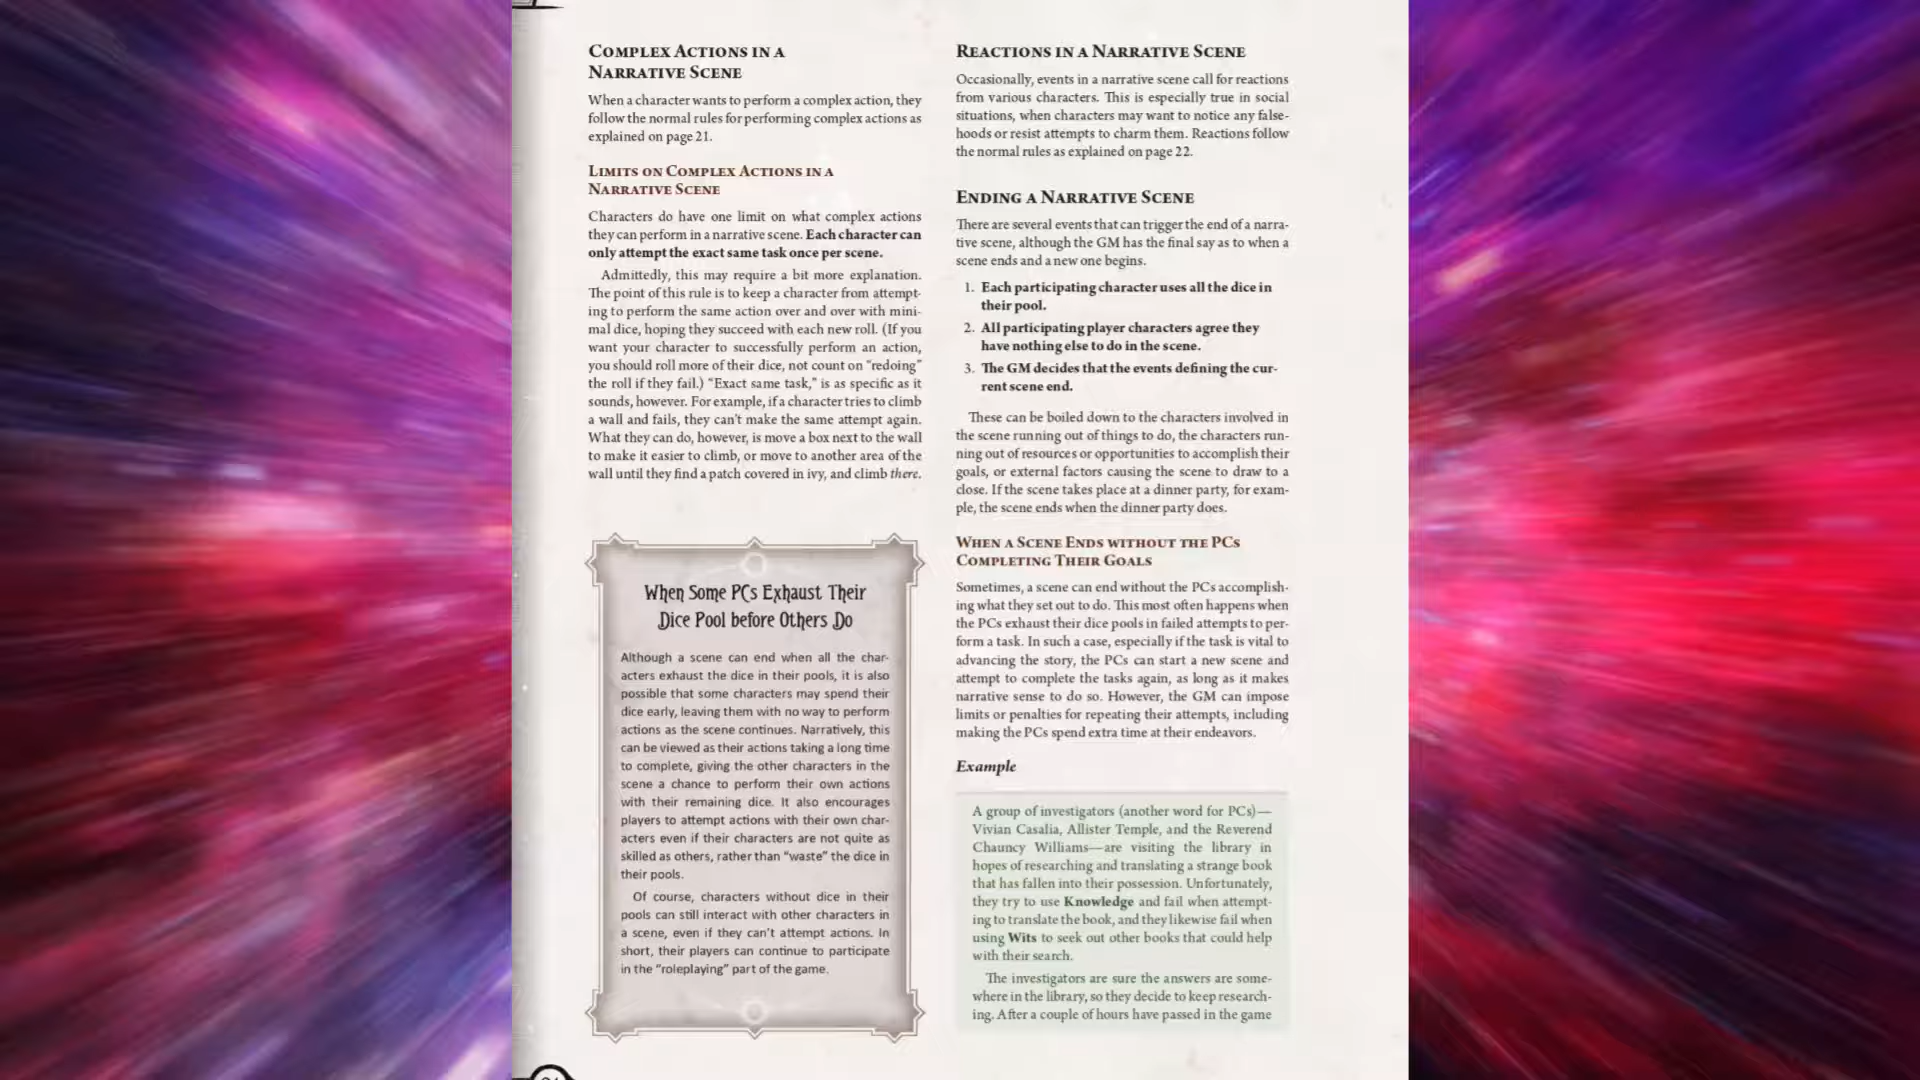 COMPLEX ACTIONS IN A
NARRATIVE SCENE
When a character wants to perform a complex action, they
follow the normal rules for performing complex actions as
explained on page 21.
LIMITS ON COMPLEX ACTIONS IN A
NARRATIVE SCENE
Characters do have one limit on what complex actions
they can perform in a narrative scene. Each character can
only attempt the exact same task once per scene.
Admittedly, this may require a bit more explanation.
The point of this rule is to keep a character from attempt-
ing to perform the same action over and over with mini-
mal dice, hoping they succeed with each new roll. (If you
want your character to successfully perform an action,
you should roll more of their dice, not count on “redoing”
the roll if they fail.) “Exact same task,” is as specific as it
sounds, however. For example, if a character tries to climb
a wall and fails, they can’t make the same attempt again.
What they can do, however, is move a box next to the wall
to make it easier to climb, or move to another area of the
wall until they find a patch covered in ivy, and climb there.
When Some PCs Exhaust Their
Dice Pool before Others Do
Although a scene can end when all the char-
acters exhaust the dice in their pools, it is also
possible that some characters may spend their
dice early, leaving them with no way to perform
actions as the scene continues. Narratively, this
can be viewed as their actions taking a long time
to complete, giving the other characters in the
scene a chance to perform their own actions
with their remaining dice. It also encourages
players to attempt actions with their own char-
acters even if their characters are not quite as
skilled as others, rather than “waste” the dice in
their pools.
Of course, characters without dice in their
pools can still interact with other characters in
a scene, even if they can’t attempt actions. In
short, their players can continue to participate
in the “roleplaying” part of the game.
REACTIONS IN A NARRATIVE SCENE
Occasionally, events in a narrative scene call for reactions
from various characters. This is especially true in social
situations, when characters may want to notice any false-
hoods or resist attempts to charm them. Reactions follow
the normal rules as explained on page 22.
ENDING A NARRATIVE SCENE
There are several events that can trigger the end of a narra-
tive scene, although the GM has the final say as to when a
scene ends and a new one begins.
1. Each participating character uses all the dice in
their pool.
2. All participating player characters agree they
have nothing else to do in the scene.
3. The GM decides that the events defining the cur-
rent scene end.
These can be boiled down to the characters involved in
the scene running out of things to do, the characters run-
ning out of resources or opportunities to accomplish their
goals, or external factors causing the scene to draw to a
close. If the scene takes place at a dinner party, for exam-
ple, the scene ends when the dinner party does.
WHEN A SCENE ENDS WITHOUT THE PCS
COMPLETING THEIR GOALS
Sometimes, a scene can end without the PCs accomplish-
ing what they set out to do. This most often happens when
the PCs exhaust their dice pools in failed attempts to per-
form a task. In such a case, especially if the task is vital to
advancing the story, the PCs can start a new scene and
attempt to complete the tasks again, as long as it makes
narrative sense to do so. However, the GM can impose
limits or penalties for repeating their attempts, including
making the PCs spend extra time at their endeavors.
Example
A group of investigators (another word for PCs)—
Vivian Casalia, Allister Temple, and the Reverend
Chauncy Williams—are visiting the library in
hopes of researching and translating a strange book
that has fallen into their possession. Unfortunately,
they try to use Knowledge and fail when attempt-
ing to translate the book, and they likewise fail when
using Wits to seek out other books that could help
with their search.
The investigators are sure the answers are some-
where in the library, so they decide to keep research-
ing. After a couple of hours have passed in the game